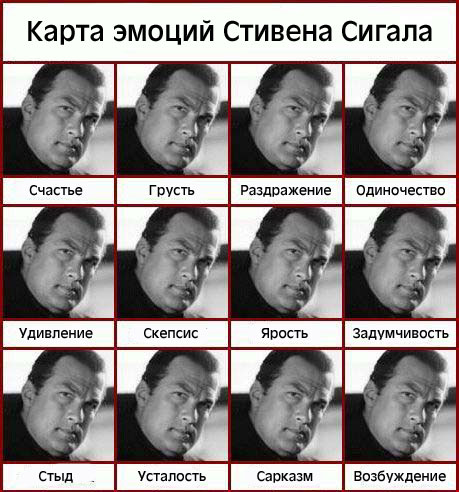 Карта эмоций Стивена Сигала
Счастье Грусть Раздражение Одиночество
Удивление Скепсис Ярость Задумчивость
Стыд Усталость Сарказм Возбуждение